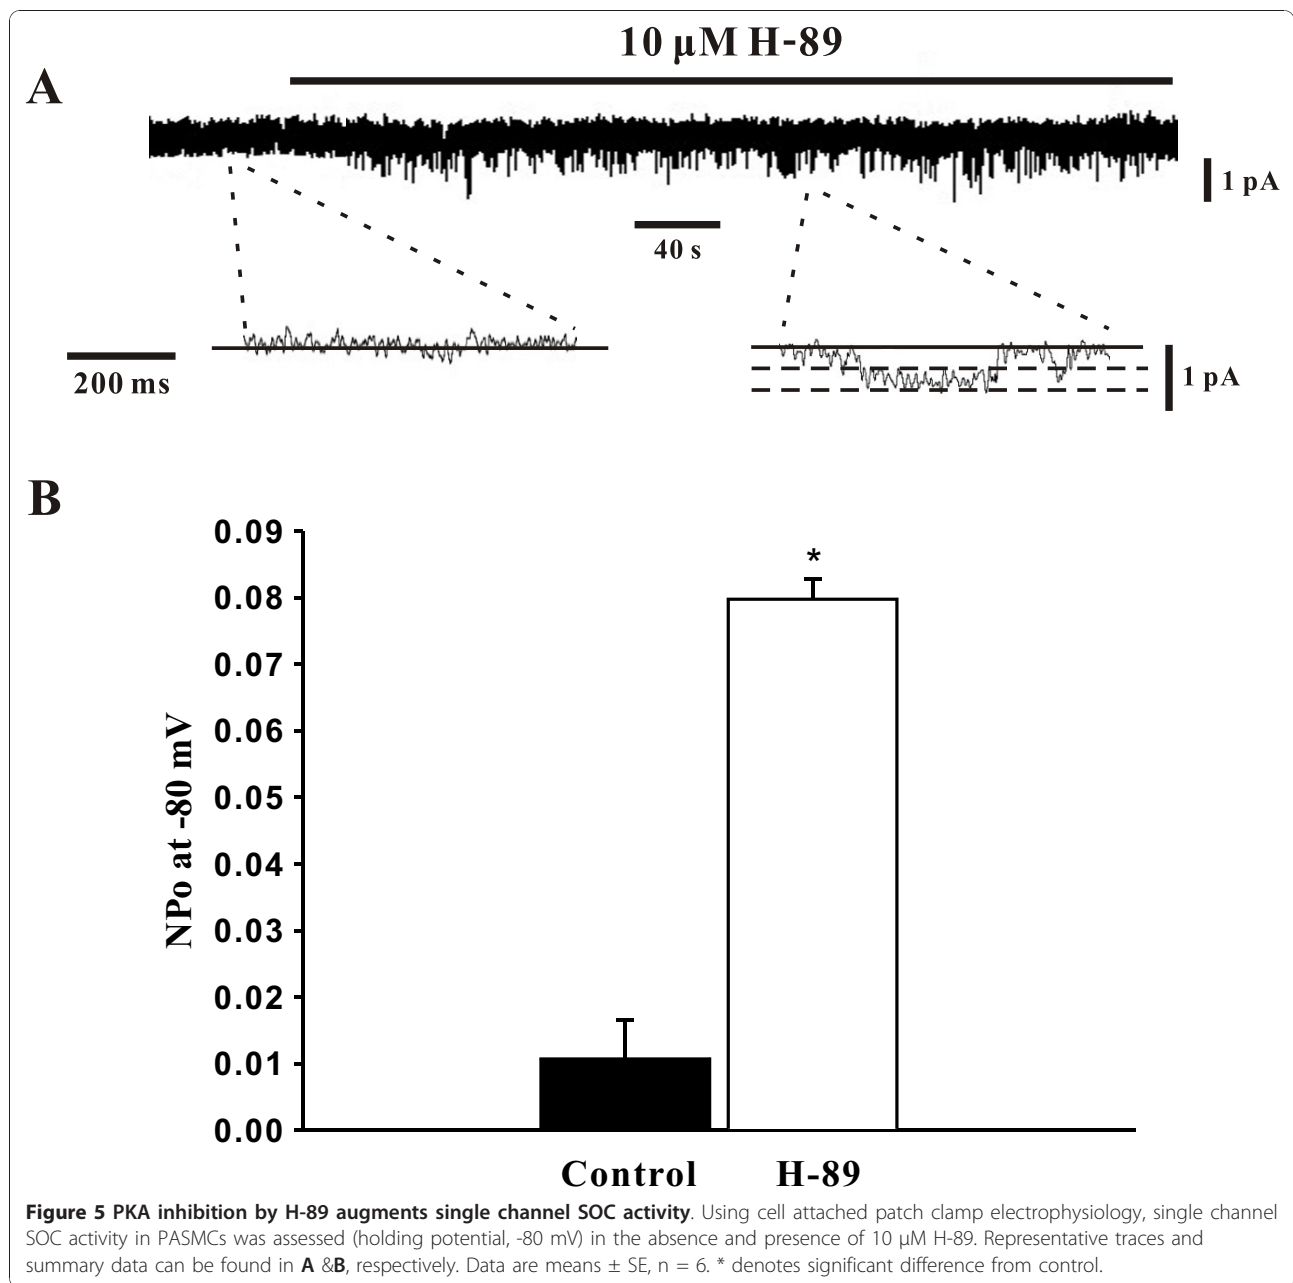 10 µM H-89
A
1 pA
40 s
200 ms
1 pA
B
0.09
0.08
0.07
0.06
0.05
0.04
0.03
0.02
0.01
0.00
NPo at -80 mV
*
Control H-89
Figure 5 PKA inhibition by H-89 augments single channel SOC activity. Using cell attached patch clamp electrophysiology, single channel
SOC activity in PASMCs was assessed (holding potential, -80 mV) in the absence and presence of 10 µM H-89. Representative traces and
summary data can be found in A &B, respectively. Data are means ± SE, n = 6. * denotes significant difference from control.